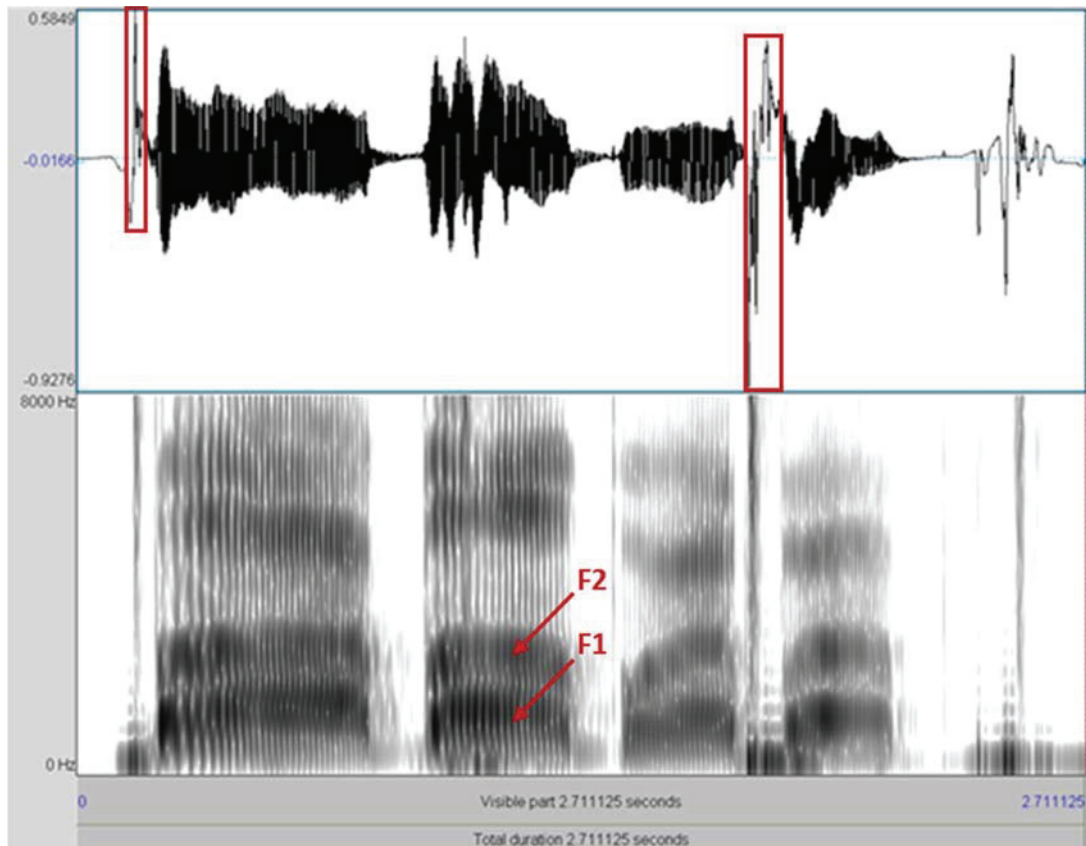 0.5849
-0.0166
-0.9276
8000 Hz
F2
F1
0 Hz
0 Visible part 2.711125 seconds 2.711125
Total duration 2.711125 seconds